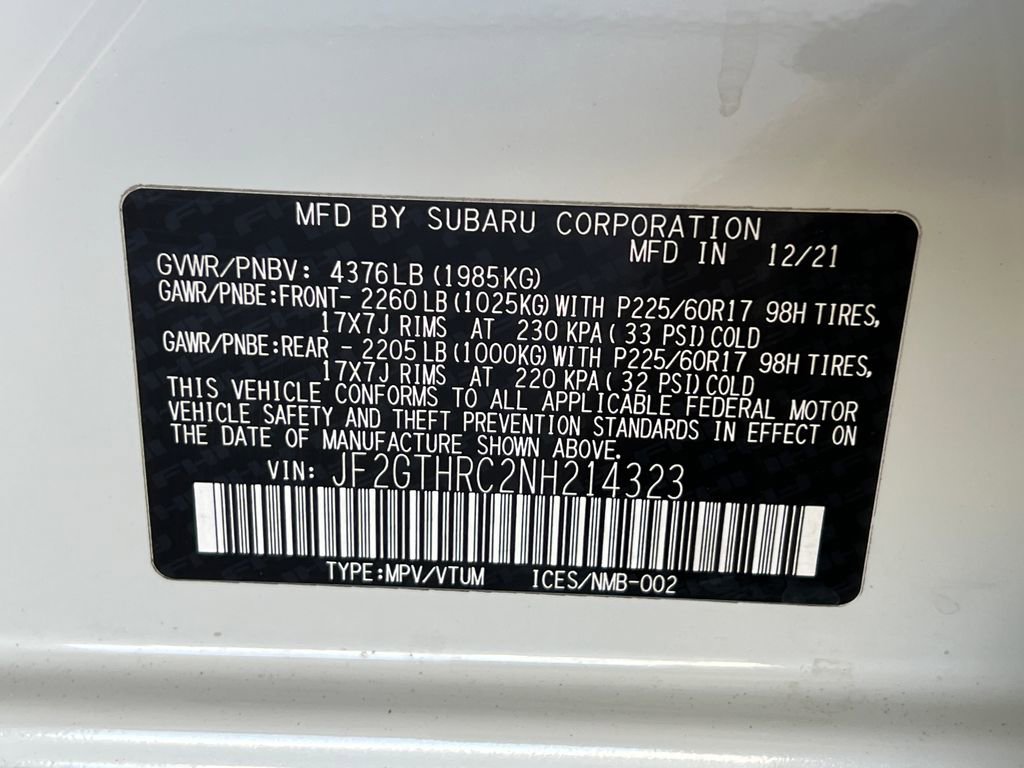 MFD BY SUBARU CORPORATION
MFD IN 12/21
GVWR/PNBV: 4376LB (1985KG)
GAWR/PNBE:FRONT- 2260 LB (1025KG) WITH P225/60R17 98H TIRES,
17X7J RIMS AT 230 KPA ( 33 PSI) COLD
GAWR/PNBE:REAR - 2205 LB (1000KG) WITH P225/60R17 98H TIRES,
17X7J RIMS AT 220 KPA ( 32 PSI) COLD
THIS VEHICLE CONFORMS TO ALL APPLICABLE FEDERAL MOTOR
VEHICLE SAFETY AND THEFT PREVENTION STANDARDS IN EFFECT ON
THE DATE OF MANUFACTURE SHOWN ABOVE.
VIN: JF2GTHRC2NH214323
TYPE:MPV/VTUM ICES/NMB-002